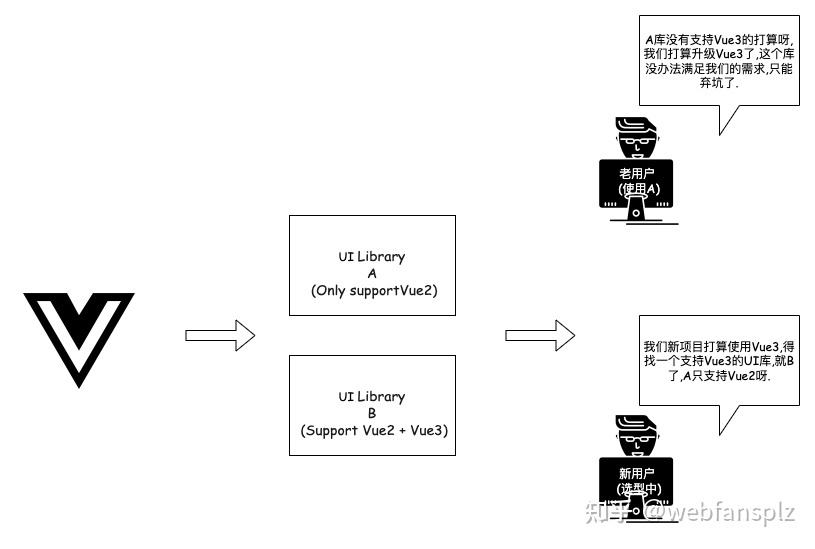 A库没有支持Vue3的打算呀,
我们打算升级Vue3了,这个库
没办法满足我们的需求,只能
弃坑了.
老用户
(使用A)
UI Library
A
(Only supportVue2)
UI Library
B
(Support Vue2 + Vue3)
我们新项目打算使用Vue3,得
找一个支持Vue3的UI库,就B
了,A只支持Vue2呀.
新用户
(选型中)
知乎 @webfansplz